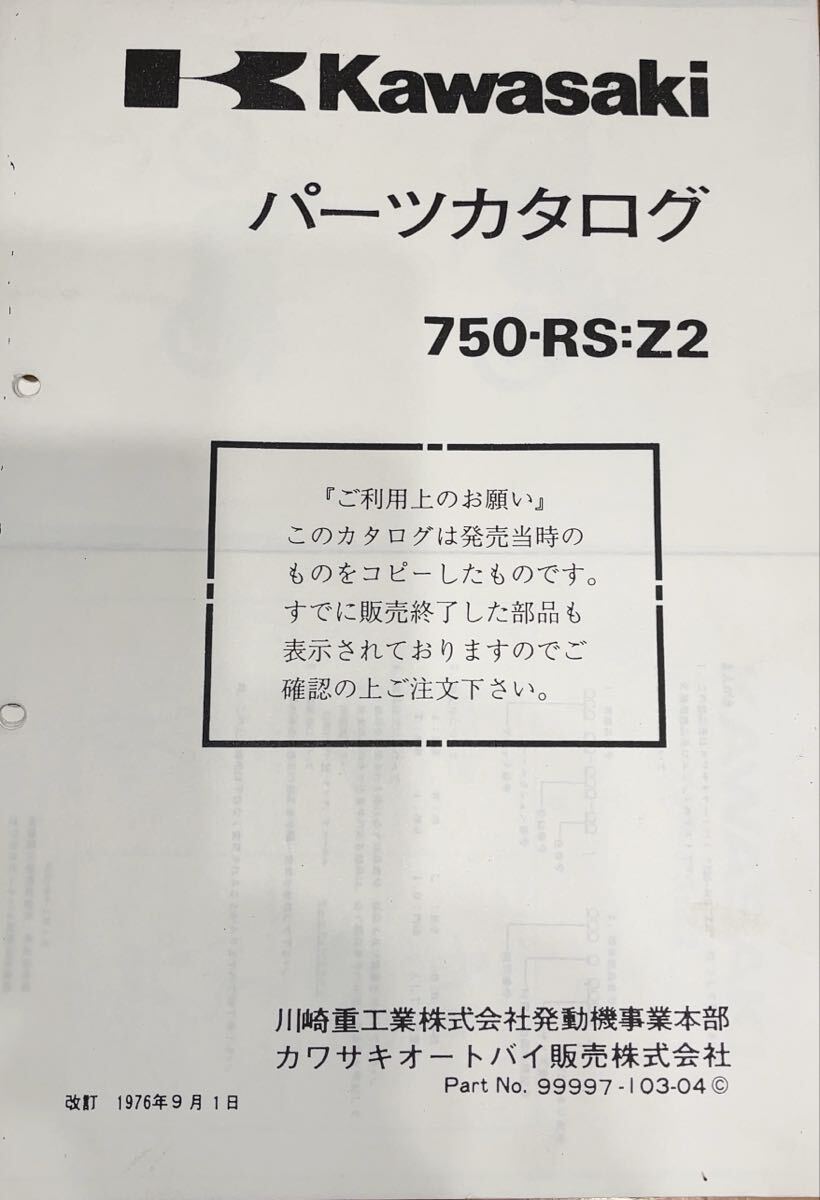 Kawasaki
パーツカタログ
750-RS:Z2
『ご利用上のお願い』
このカタログは発売当時の
ものをコピーしたものです。
すでに販売終了した部品も
表示されておりますのでご
確認の上ご注文下さい。
川崎重工業株式会社発動機事業本部
カワサキオートバイ販売株式会社
Part No. 99997-103-04©
改訂 1976年9月1日